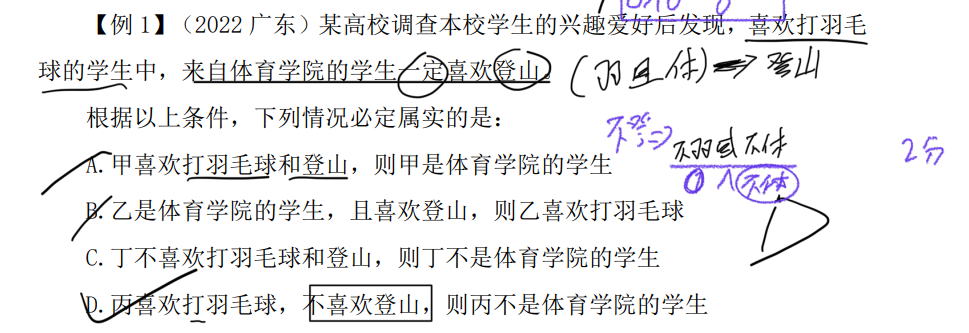 【例 1】（2022 广东）某高校调查本校学生的兴趣爱好后发现，喜欢打羽毛
球的学生中，来自体育学院的学生一定喜欢登山。
(羽且体) ⇒ 登山
根据以上条件，下列情况必定属实的是：
不登⇒ 不羽或不体
2分
A.甲喜欢打羽毛球和登山，则甲是体育学院的学生
① ∧ 不体
B.乙是体育学院的学生，且喜欢登山，则乙喜欢打羽毛球
D
C.丁不喜欢打羽毛球和登山，则丁不是体育学院的学生
D.丙喜欢打羽毛球，不喜欢登山，则丙不是体育学院的学生